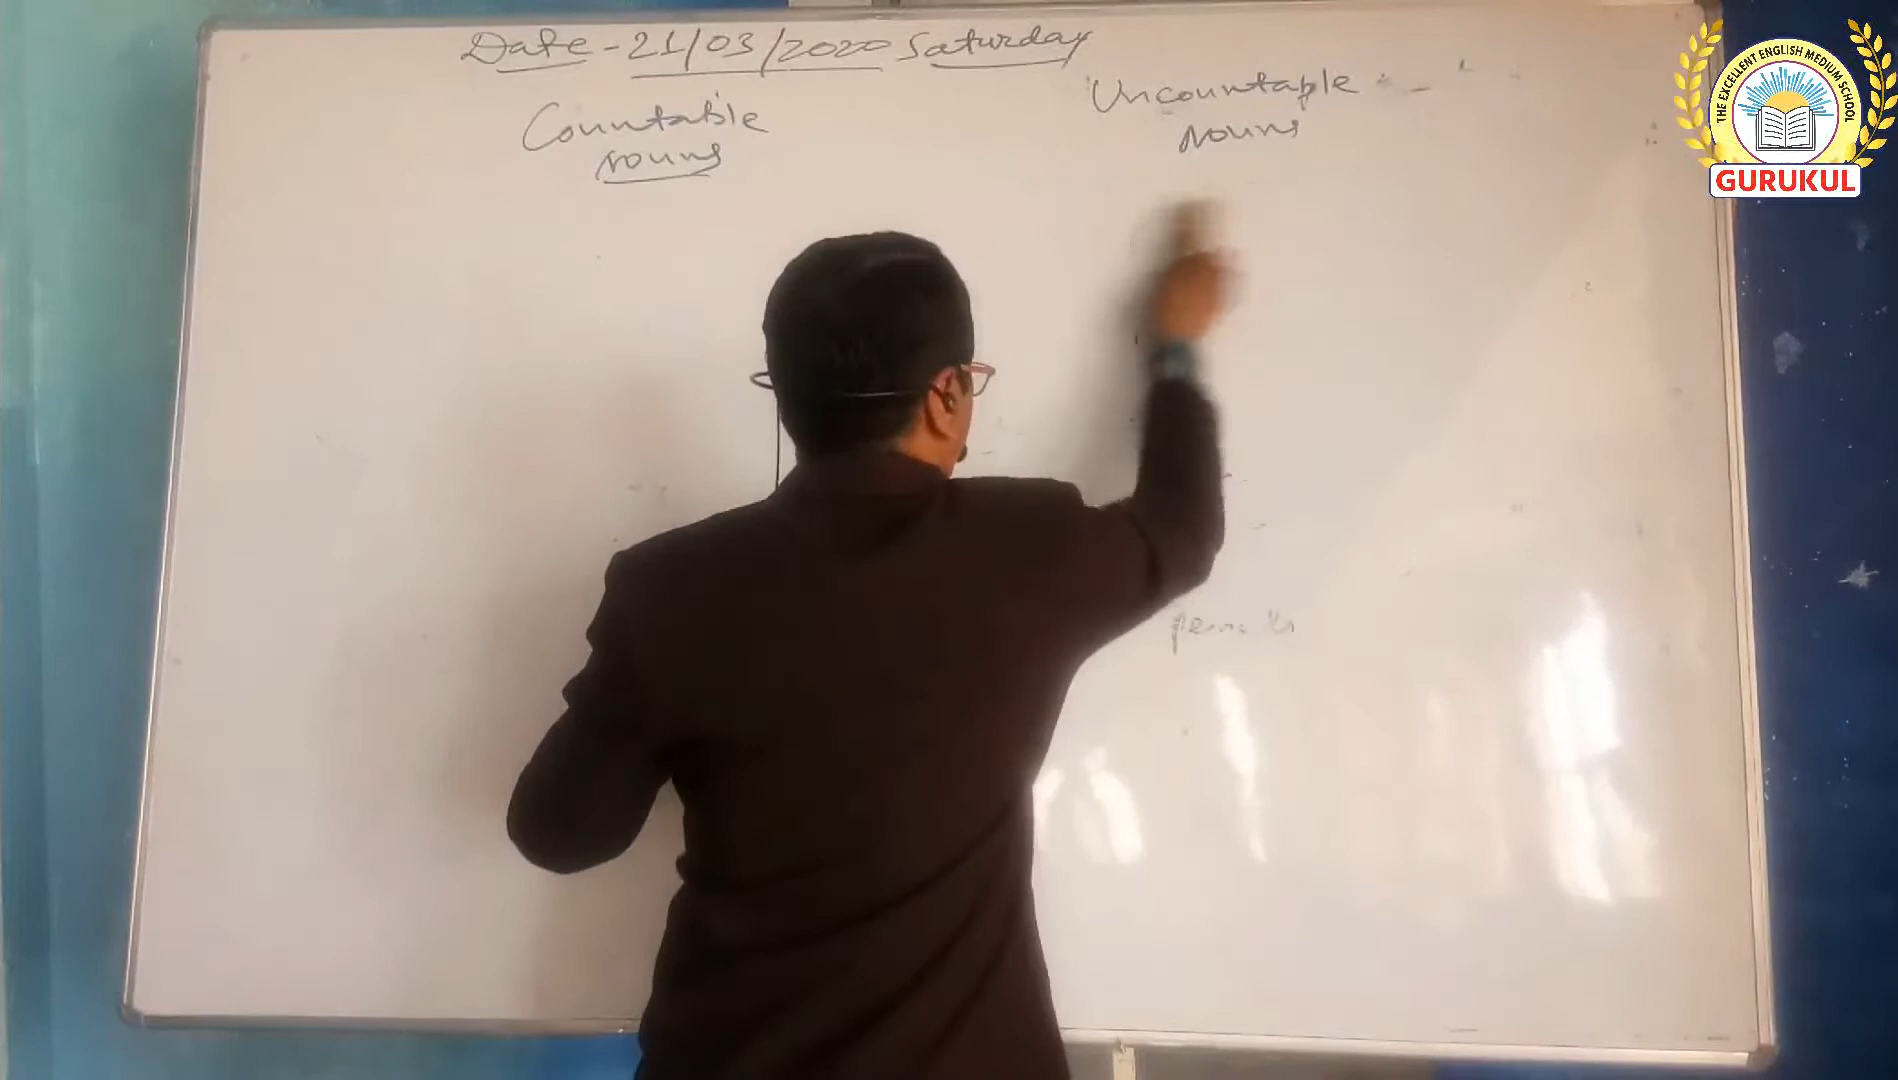 Date - 21/03/2020 Saturday
Countable
nouns
Uncountable
nouns
THE EXCELLENT ENGLISH MEDIUM SCHOOL
GURUKUL